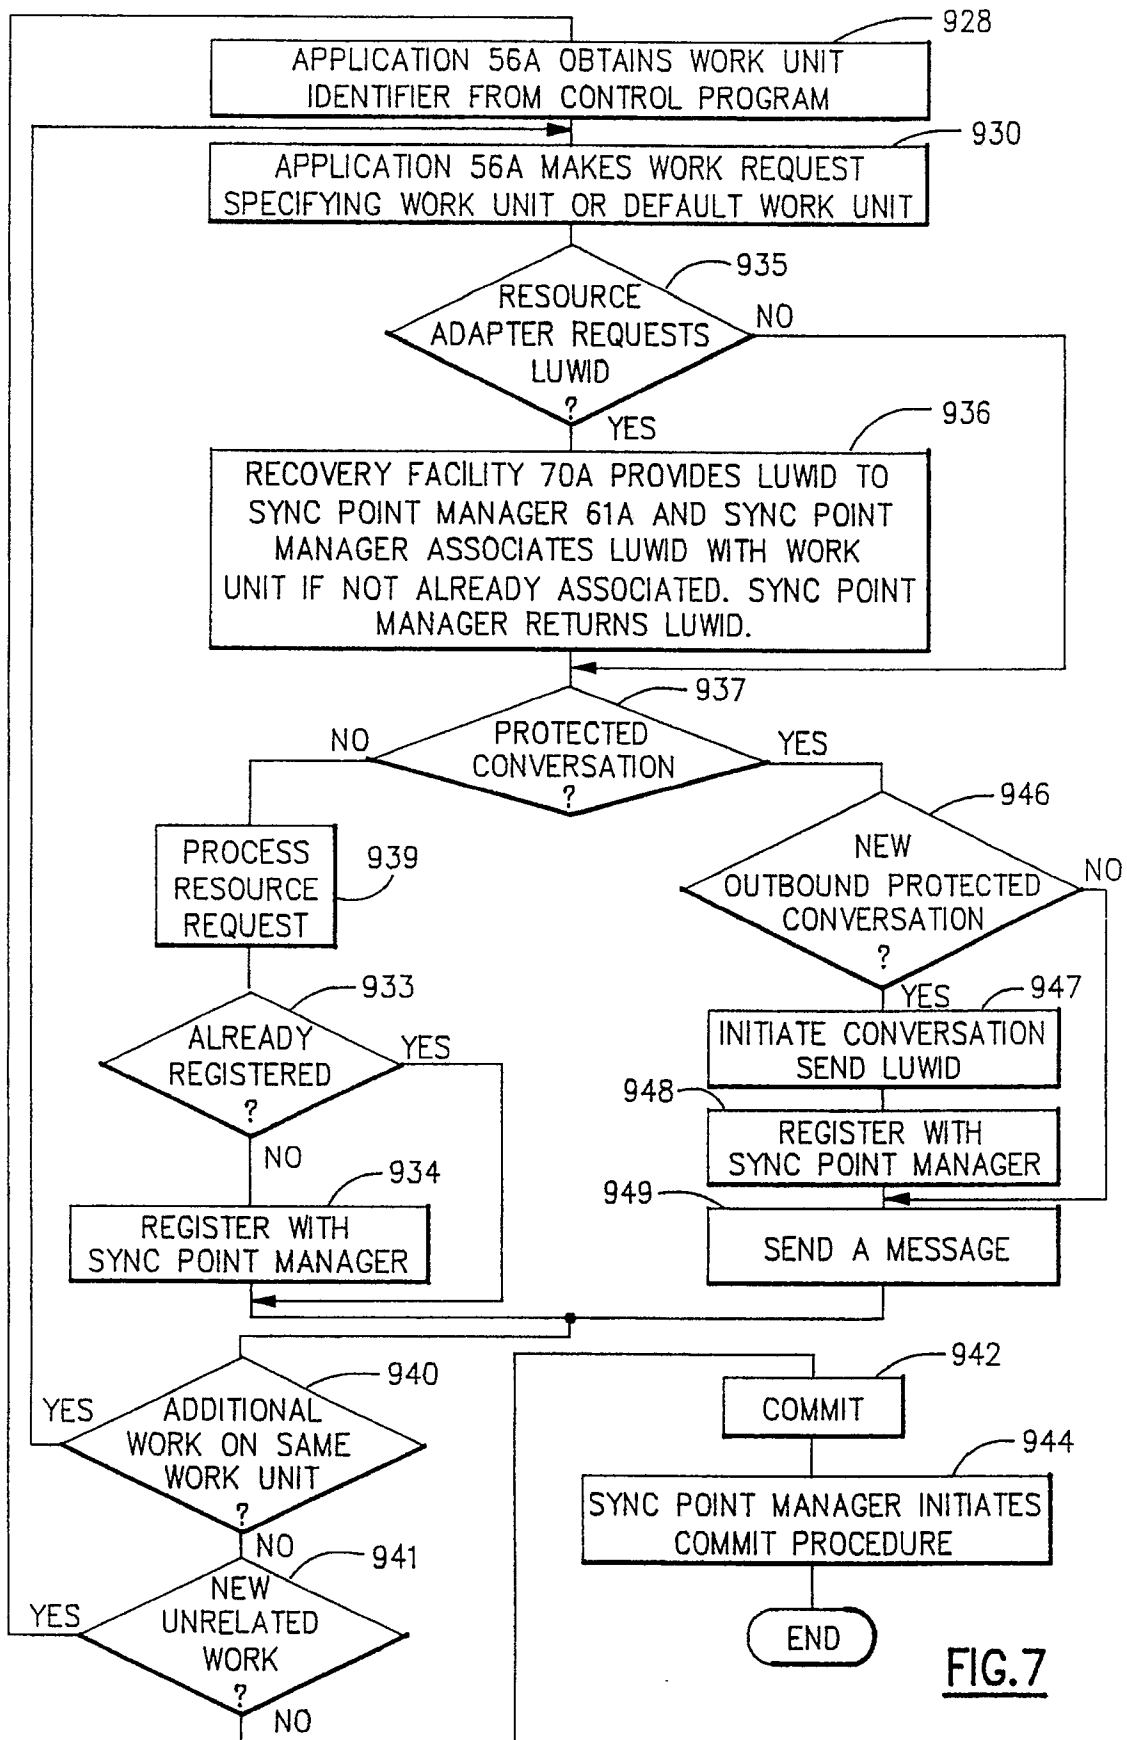 928
APPLICATION 56A OBTAINS WORK UNIT
IDENTIFIER FROM CONTROL PROGRAM
930
APPLICATION 56A MAKES WORK REQUEST
SPECIFYING WORK UNIT OR DEFAULT WORK UNIT
935
RESOURCE
ADAPTER REQUESTS
LUWID
?
NO
YES
936
RECOVERY FACILITY 70A PROVIDES LUWID TO
SYNC POINT MANAGER 61A AND SYNC POINT
MANAGER ASSOCIATES LUWID WITH WORK
UNIT IF NOT ALREADY ASSOCIATED. SYNC POINT
MANAGER RETURNS LUWID.
937
PROTECTED
CONVERSATION
?
NO
YES
PROCESS
RESOURCE
REQUEST
939
933
ALREADY
REGISTERED
?
YES
NO
934
REGISTER WITH
SYNC POINT MANAGER
946
NEW
OUTBOUND PROTECTED
CONVERSATION
?
NO
YES
947
INITIATE CONVERSATION
SEND LUWID
948
REGISTER WITH
SYNC POINT MANAGER
949
SEND A MESSAGE
940
YES
ADDITIONAL
WORK ON SAME
WORK UNIT
?
NO
941
YES
NEW
UNRELATED
WORK
?
NO
942
COMMIT
944
SYNC POINT MANAGER INITIATES
COMMIT PROCEDURE
END
FIG.7